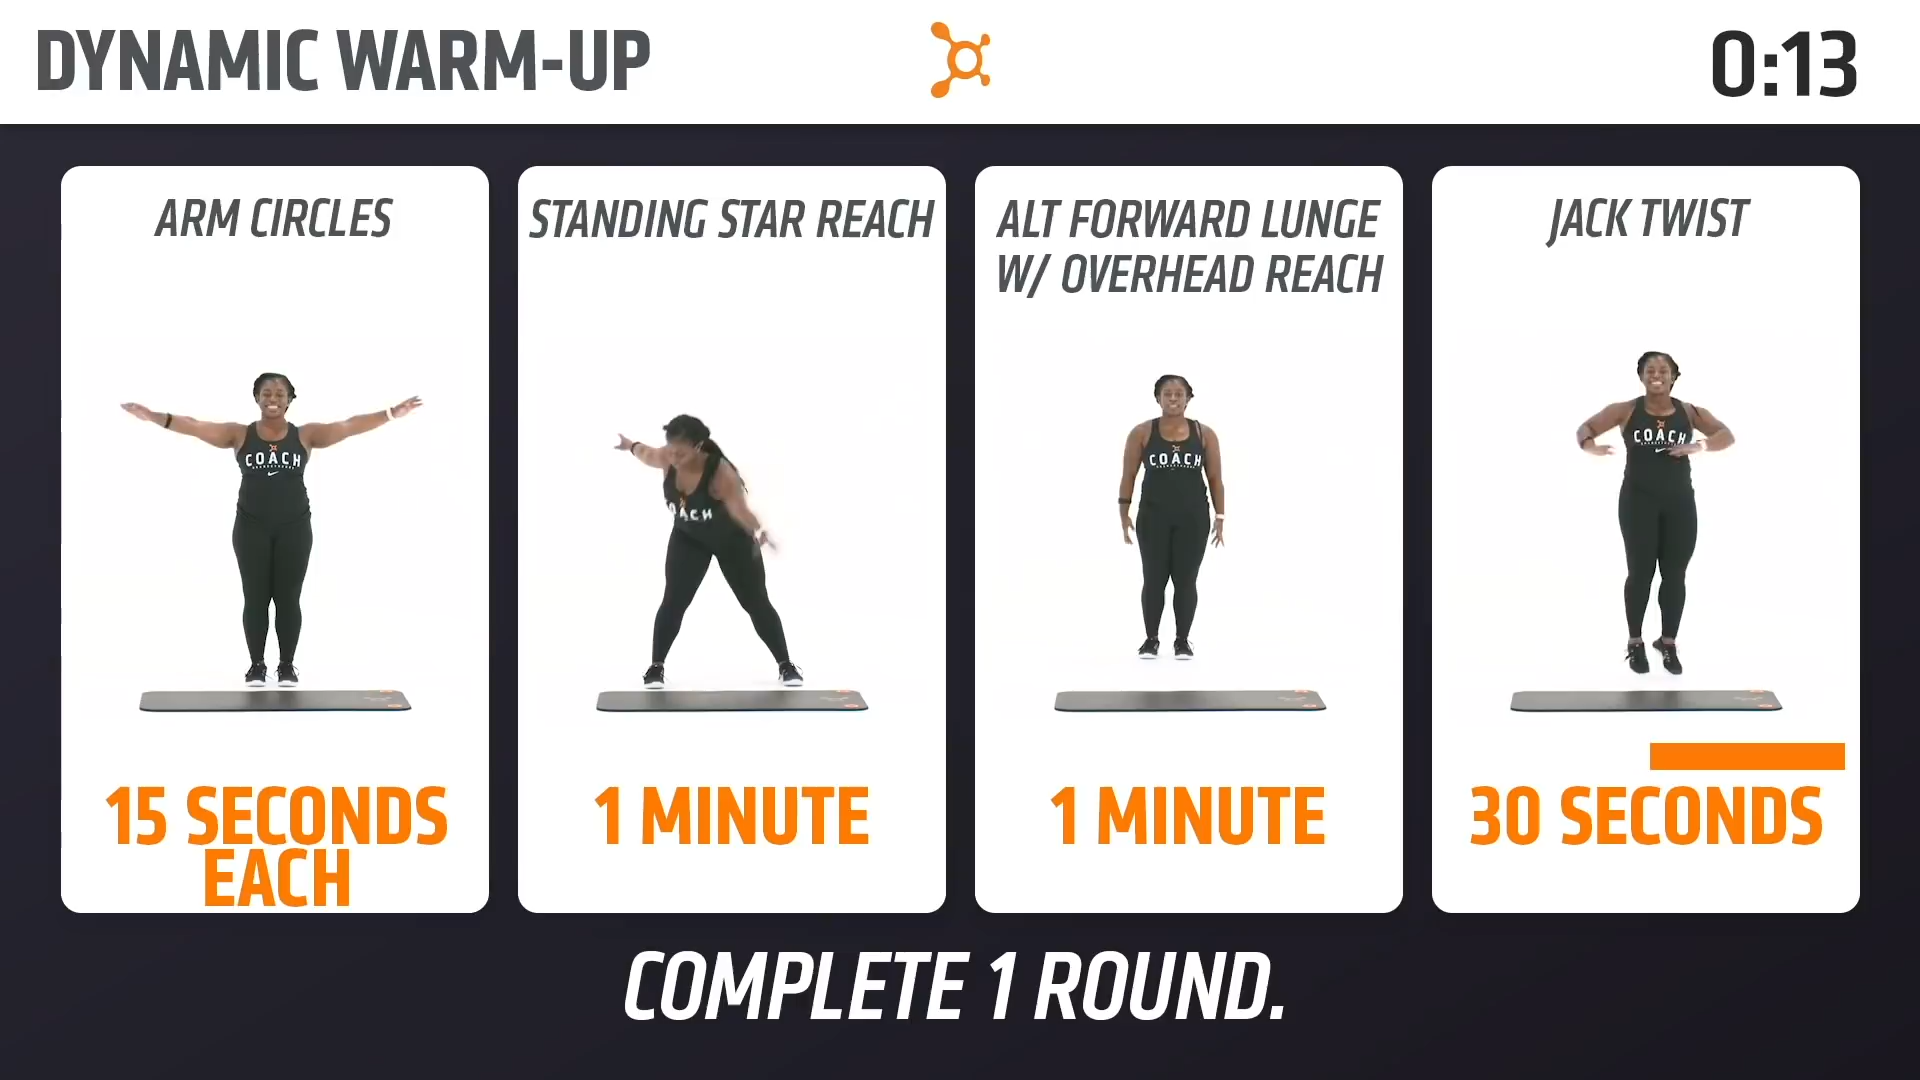 DYNAMIC WARM-UP
0:13
ARM CIRCLES
COACH
15 SECONDS
EACH
STANDING STAR REACH
COACH
1 MINUTE
ALT FORWARD LUNGE
W/ OVERHEAD REACH
COACH
1 MINUTE
JACK TWIST
COACH
30 SECONDS
COMPLETE 1 ROUND.